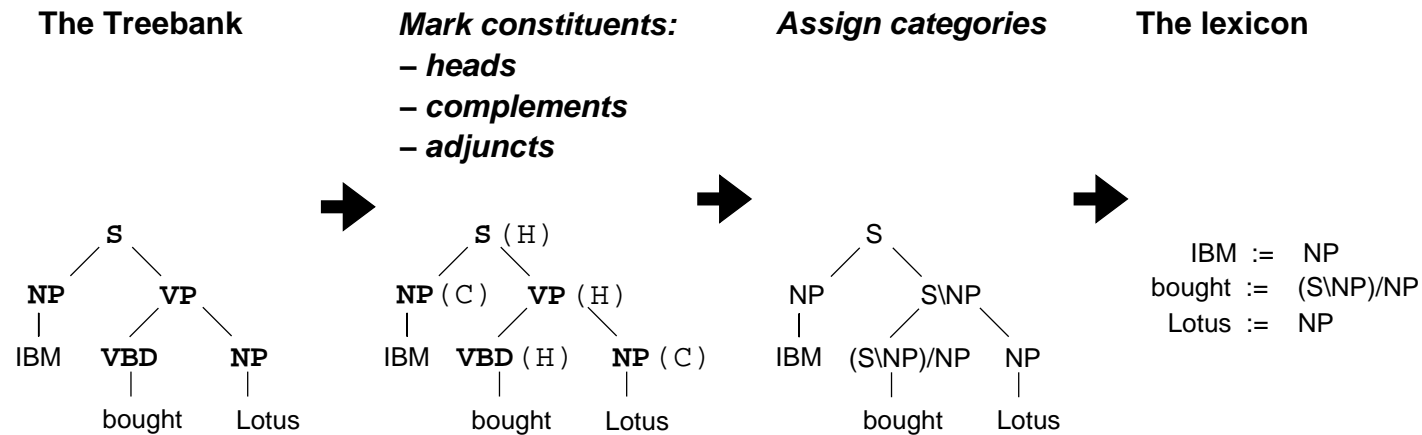 The Treebank
Mark constituents:
– heads
– complements
– adjuncts
Assign categories
The lexicon
S
NP VP
IBM VBD NP
bought Lotus
S (H)
NP (C) VP (H)
IBM VBD (H) NP (C)
bought Lotus
S
NP S\NP
IBM (S\NP)/NP NP
bought Lotus
IBM := NP
bought := (S\NP)/NP
Lotus := NP